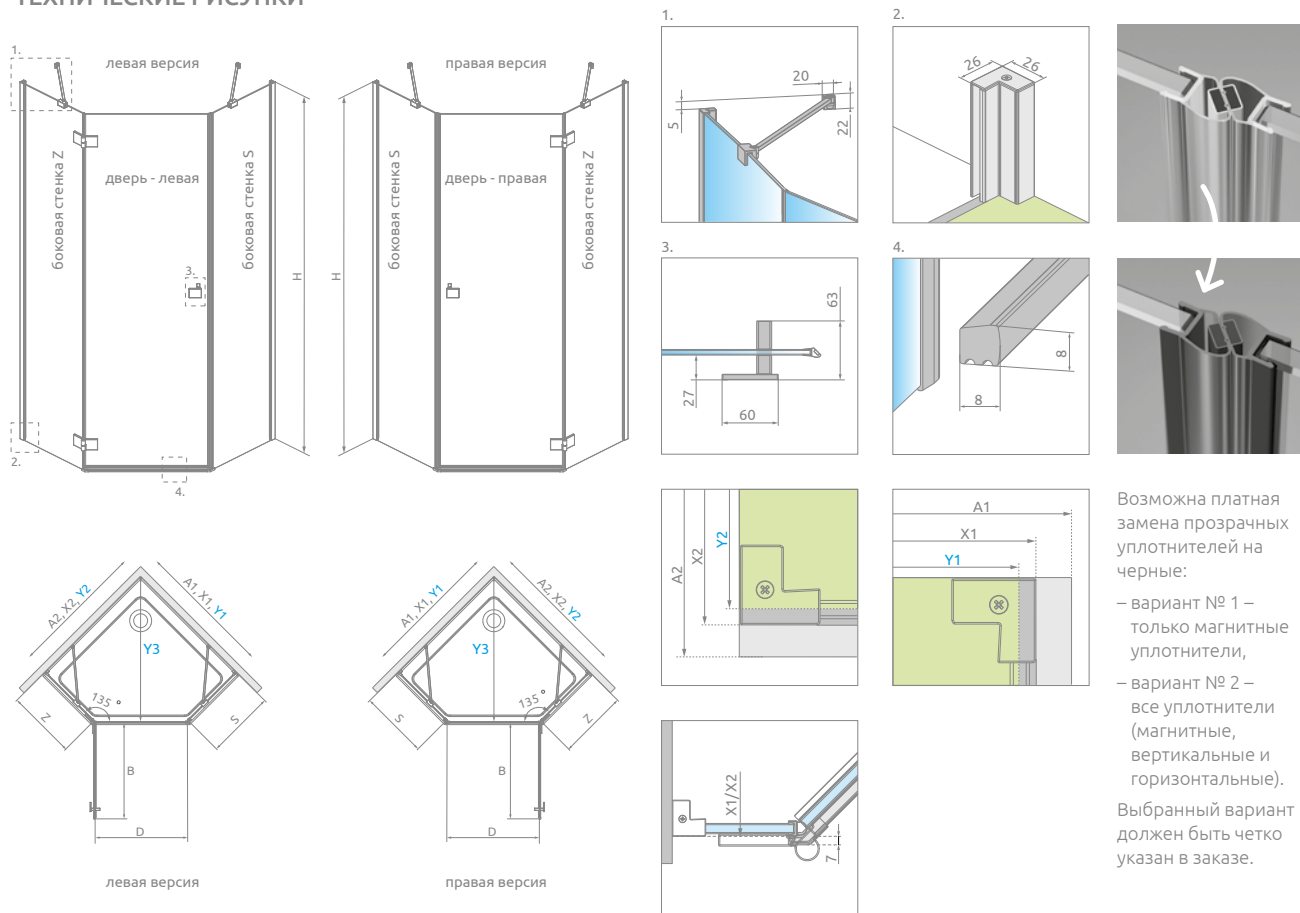 ТЕХНИЧЕСКИЕ РИСУНКИ
левая версия
правая версия
1.
боковая стенка Z
дверь - левая
боковая стенка S
3.
H
2.
4.
H
боковая стенка S
дверь - правая
боковая стенка Z
A2, X2, Y2
A1, X1, Y1
Y3
135 °
Z
S
B
D
левая версия
A1, X1, Y1
A2, X2, Y2
Y3
135 °
S
Z
B
D
правая версия
1.
20
5
22
2.
26
26
3.
63
27
60
4.
8
8
A2
X2
Y2
A1
X1
Y1
X1/X2
7
Возможна платная
замена прозрачных
уплотнителей на
черные:
– вариант № 1 –
только магнитные
уплотнители,
– вариант № 2 –
все уплотнители
(магнитные,
вертикальные и
горизонтальные).
Выбранный вариант
должен быть четко
указан в заказе.